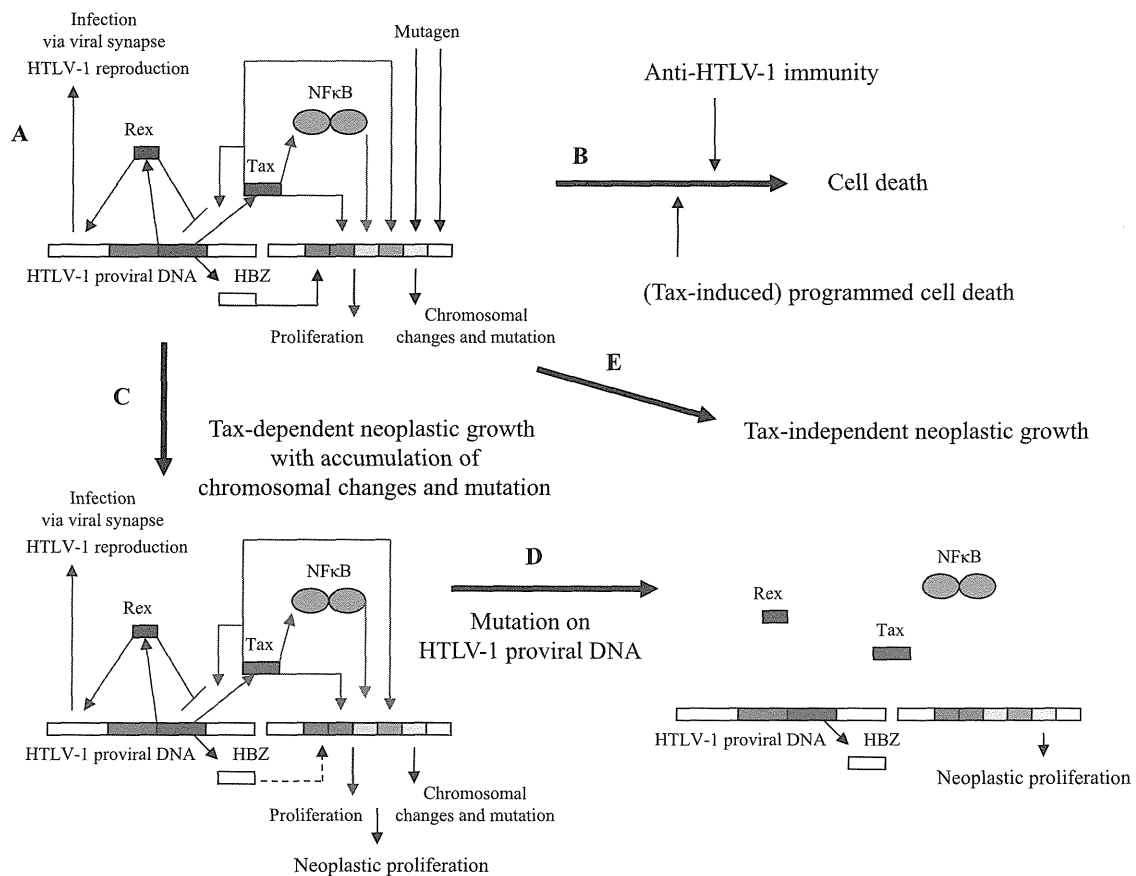 Infection
via viral synapse
HTLV-1 reproduction
Mutagen
A
NFκB
Rex
Tax
HTLV-1 proviral DNA
HBZ
Proliferation
Chromosomal
changes and mutation
Anti-HTLV-1 immunity
B
Cell death
(Tax-induced) programmed cell death
C
Tax-dependent neoplastic growth
with accumulation of
chromosomal changes and mutation
E
Tax-independent neoplastic growth
Infection
via viral synapse
HTLV-1 reproduction
NFκB
Rex
Tax
HTLV-1 proviral DNA
HBZ
Proliferation
Chromosomal
changes and mutation
Neoplastic proliferation
D
Mutation on
HTLV-1 proviral DNA
NFκB
Rex
Tax
HTLV-1 proviral DNA
HBZ
Neoplastic proliferation